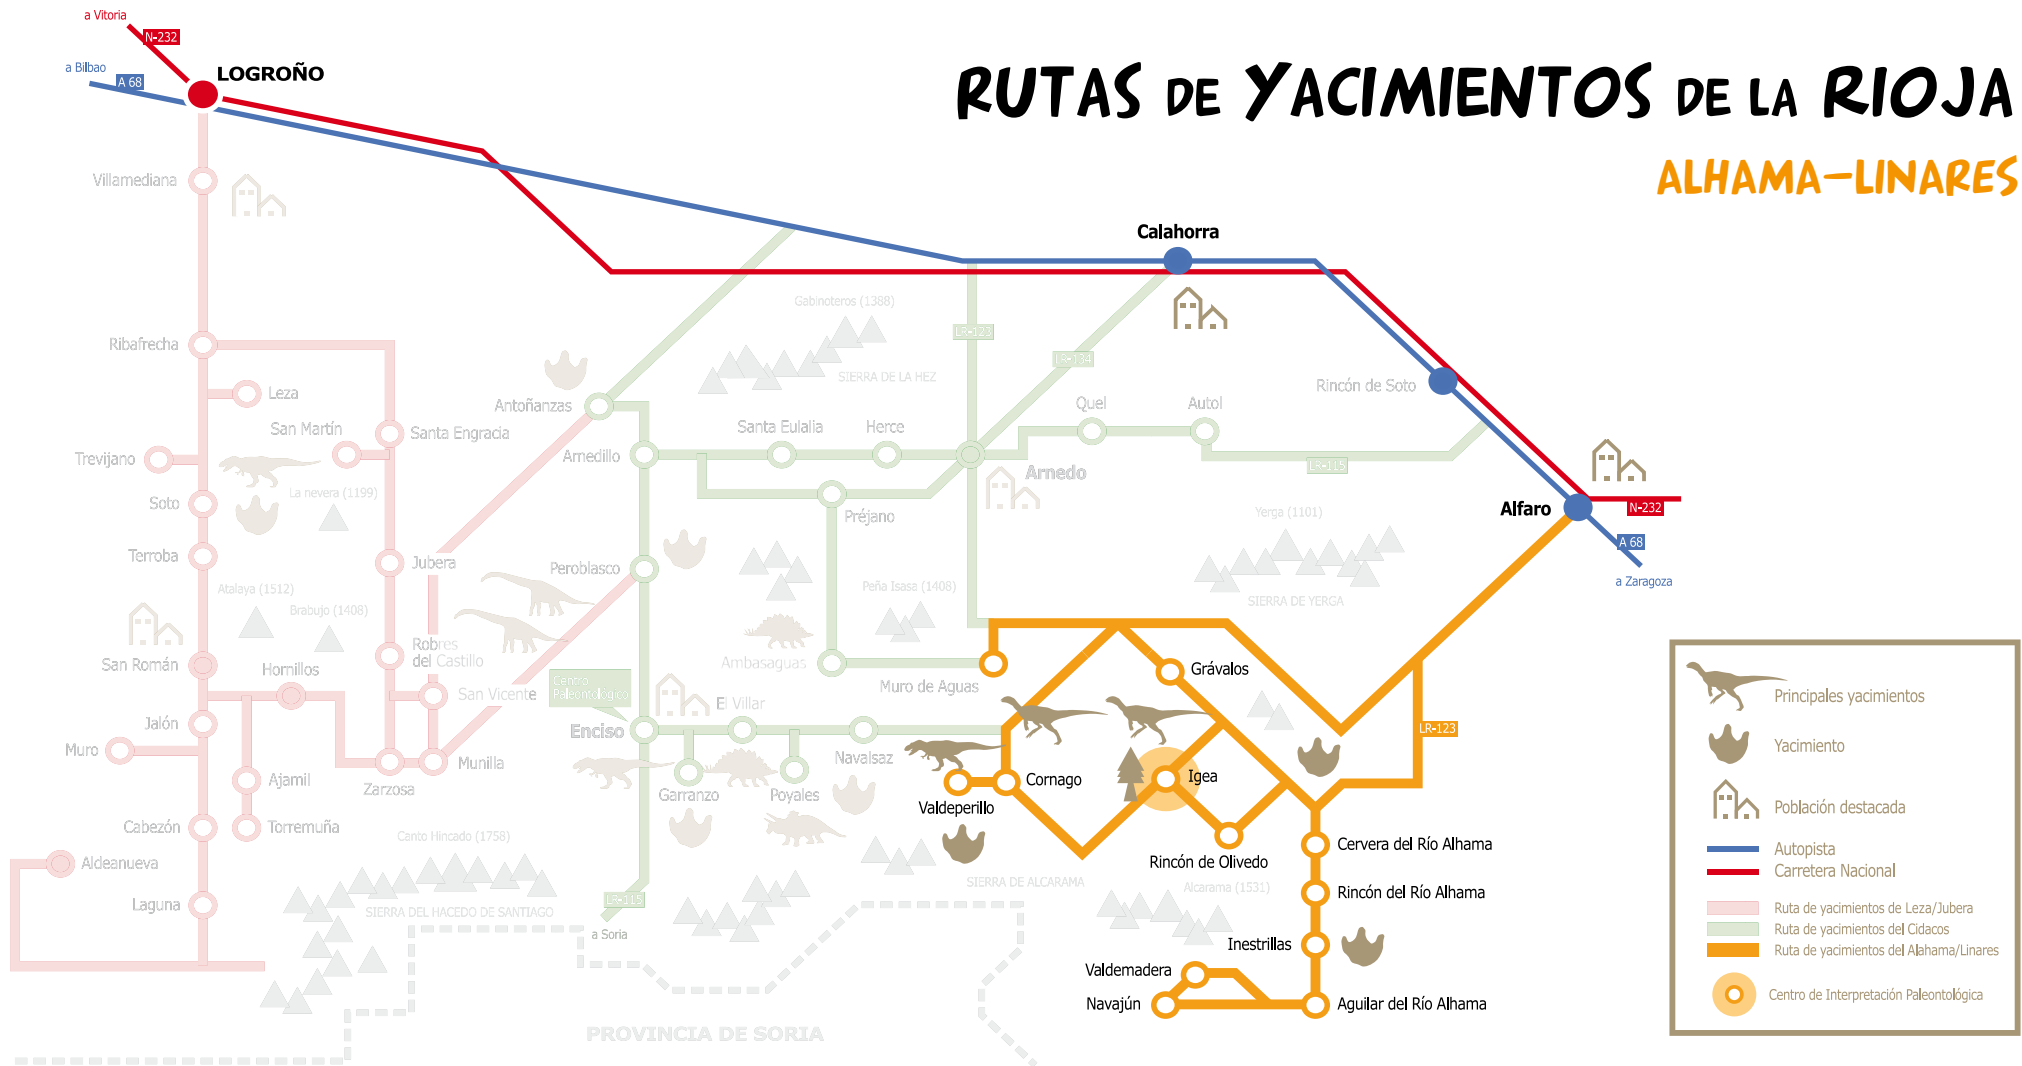 a Vitoria
N-232
a Bilbao
A 68
LOGROÑO
RUTAS DE YACIMIENTOS DE LA RIOJA
ALHAMA-LINARES
Villamediana
Calahorra
Gabinoteros (1388)
LR-123
LR-134
Ribafrecha
SIERRA DE LA HEZ
Rincón de Soto
Leza
Antoñanzas
Quel
Autol
San Martín
Santa Engracia
Santa Eulalia
Herce
Trevijano
Arnedillo
Arnedo
LR-115
La nevera (1199)
Soto
Préjano
Yerga (1101)
Alfaro
N-232
A 68
Terroba
Jubera
Peroblasco
a Zaragoza
Atalaya (1512)
Brabujo (1408)
Peña Isasa (1408)
SIERRA DE YERGA
Robres
del Castillo
San Román
Hornillos
Ambasaguas
Muro de Aguas
Grávalos
Centro
Paleontológico
San Vicente
El Villar
Principales yacimientos
Jalón
Enciso
LR-123
Muro
Munilla
Navalsaz
Yacimiento
Ajamil
Zarzosa
Garranzo
Poyales
Cornago
Igea
Valdeperillo
Población destacada
Cabezón
Torremuña
Canto Hincado (1758)
Cervera del Río Alhama
Autopista
Aldeanueva
Rincón de Olivedo
Carretera Nacional
SIERRA DE ALCARAMA
Alcarama (1531)
Rincón del Río Alhama
Laguna
SIERRA DEL HACEDO DE SANTIAGO
LR-115
Ruta de yacimientos de Leza/Jubera
a Soria
Ruta de yacimientos del Cidacos
Inestrillas
Ruta de yacimientos del Alahama/Linares
Valdemadera
Centro de Interpretación Paleontológica
Navajún
Aguilar del Río Alhama
PROVINCIA DE SORIA